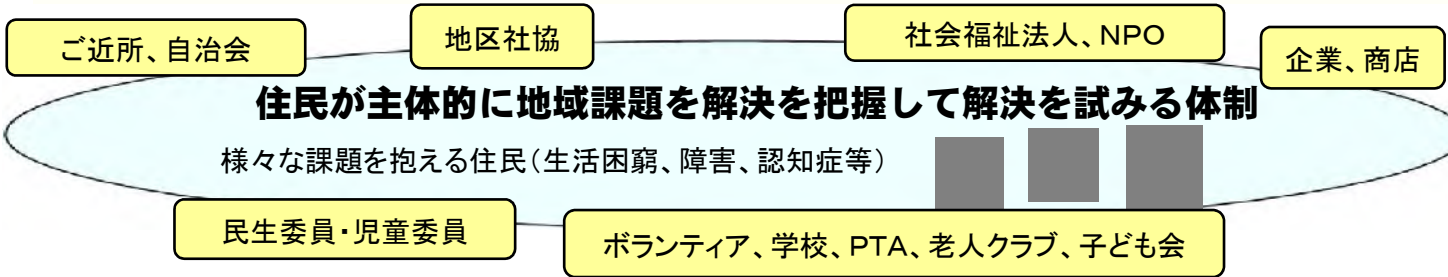 ご近所、自治会
地区社協
社会福祉法人、NPO
企業、商店
住民が主体的に地域課題を解決を把握して解決を試みる体制
様々な課題を抱える住民(生活困窮、障害、認知症等)
民生委員・児童委員
ボランティア、学校、PTA、老人クラブ、子ども会